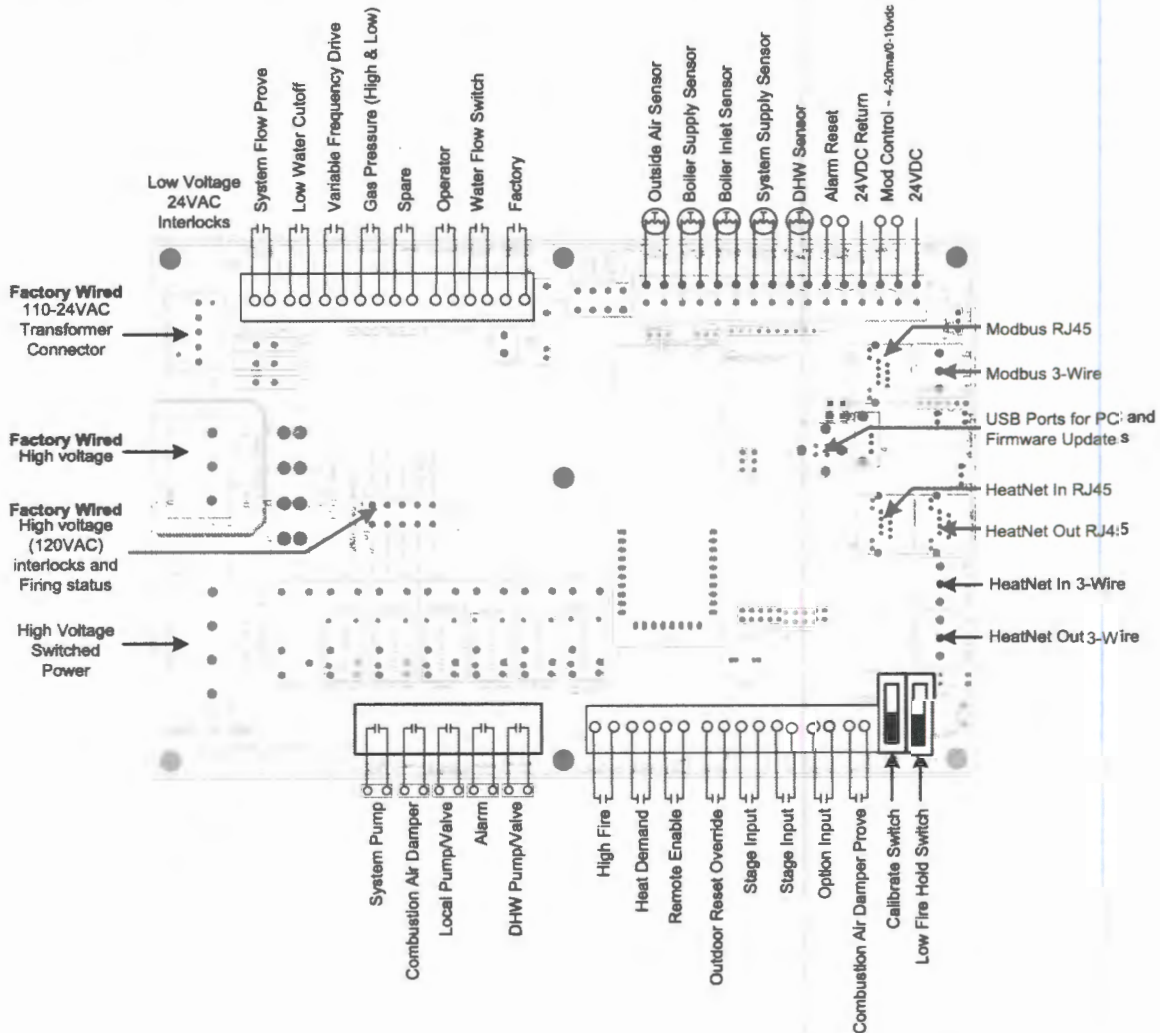 Low Voltage
24VAC
Interlocks
System Flow Prove
Low Water Cutoff
Variable Frequency Drive
Gas Pressure (High & Low)
Spare
Operator
Water Flow Switch
Factory
Outside Air Sensor
Boiler Supply Sensor
Boiler Inlet Sensor
System Supply Sensor
DHW Sensor
Alarm Reset
24VDC Return
Mod Control - 4-20ma/0-10vdc
24VDC
Factory Wired
110-24VAC
Transformer
Connector
Factory Wired
High voltage
Factory Wired
High voltage
(120VAC)
interlocks and
Firing status
High Voltage
Switched
Power
Modbus RJ45
Modbus 3-Wire
USB Ports for PC and
Firmware Updates
HeatNet In RJ45
HeatNet Out RJ45
HeatNet In 3-Wire
HeatNet Out 3-Wire
System Pump
Combustion Air Damper
Local Pump/Valve
Alarm
DHW Pump/Valve
High Fire
Heat Demand
Remote Enable
Outdoor Reset Override
Stage Input
Stage Input
Option Input
Combustion Air Damper Prove
Calibrate Switch
Low Fire Hold Switch